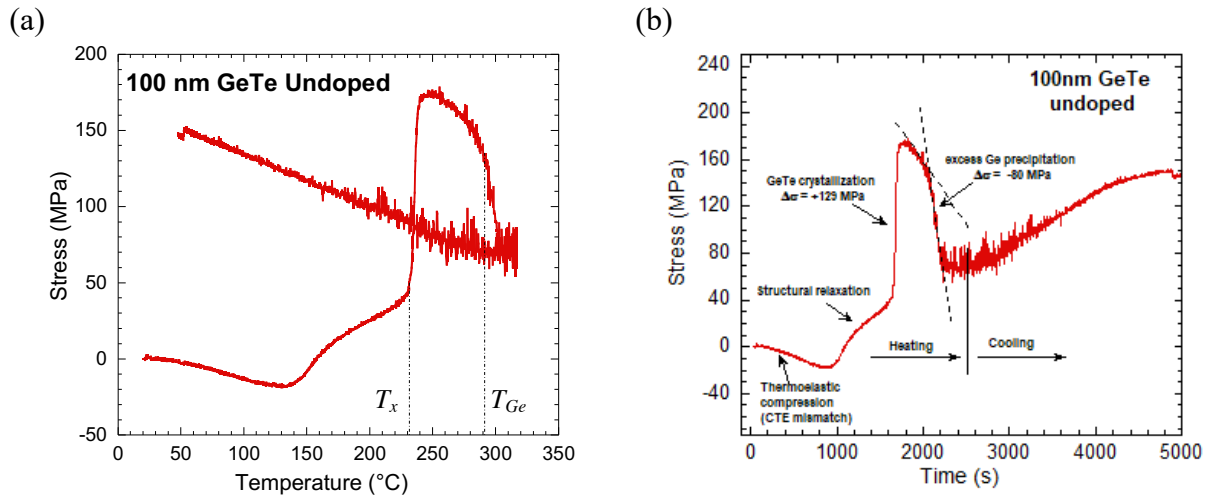 (a)
100 nm GeTe Undoped
Stress (MPa)
200
150
100
50
0
-50
T_x
T_Ge
0 50 100 150 200 250 300 350
Temperature (°C)
(b)
100nm GeTe
undoped
Stress (MPa)
240
200
160
120
80
40
0
-40
excess Ge precipitation
Δσ = -80 MPa
GeTe crystallization
Δσ = +129 MPa
Structural relaxation
Heating
Cooling
Thermoelastic
compression
(CTE mismatch)
0 1000 2000 3000 4000 5000
Time (s)